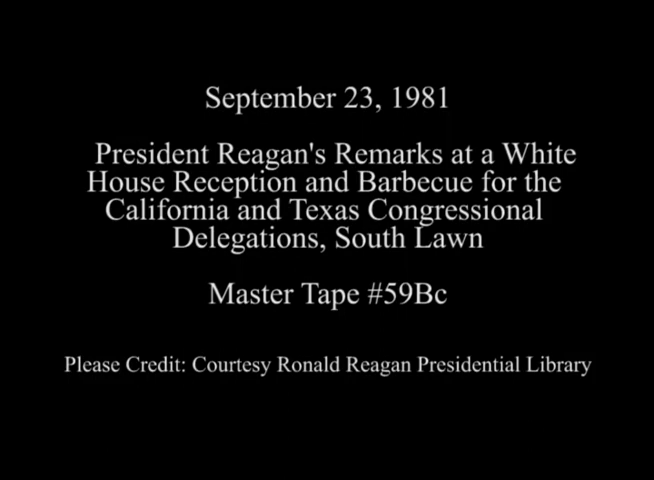 September 23, 1981
President Reagan's Remarks at a White
House Reception and Barbecue for the
California and Texas Congressional
Delegations, South Lawn
Master Tape #59Bc
Please Credit: Courtesy Ronald Reagan Presidential Library